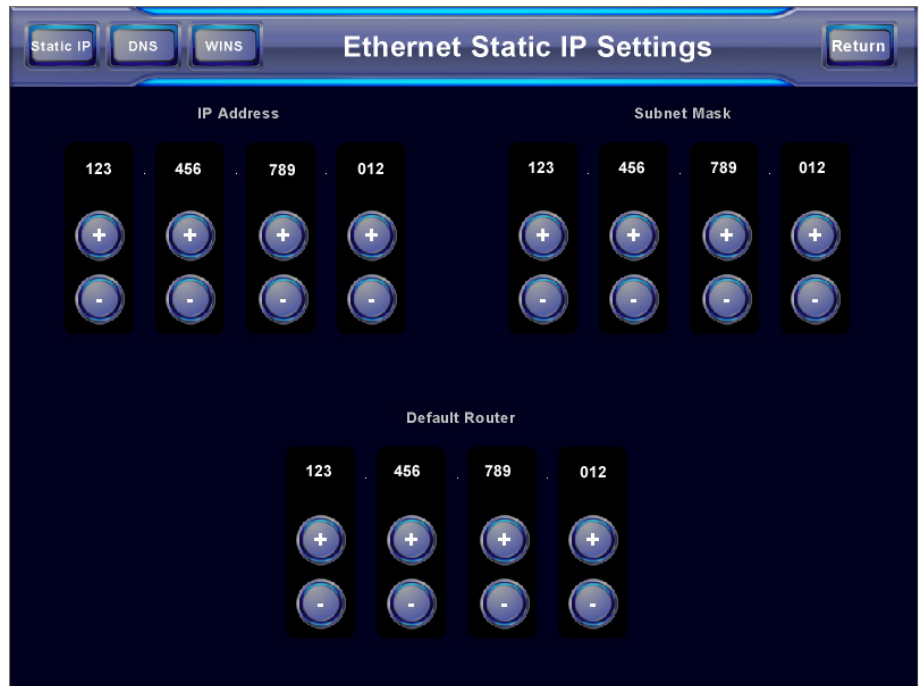 Static IP DNS WINS Ethernet Static IP Settings Return
IP Address Subnet Mask
123 . 456 . 789 . 012 123 . 456 . 789 . 012
+ + + + + + + +
- - - - - - - -
Default Router
123 . 456 . 789 . 012
+ + + +
- - - -